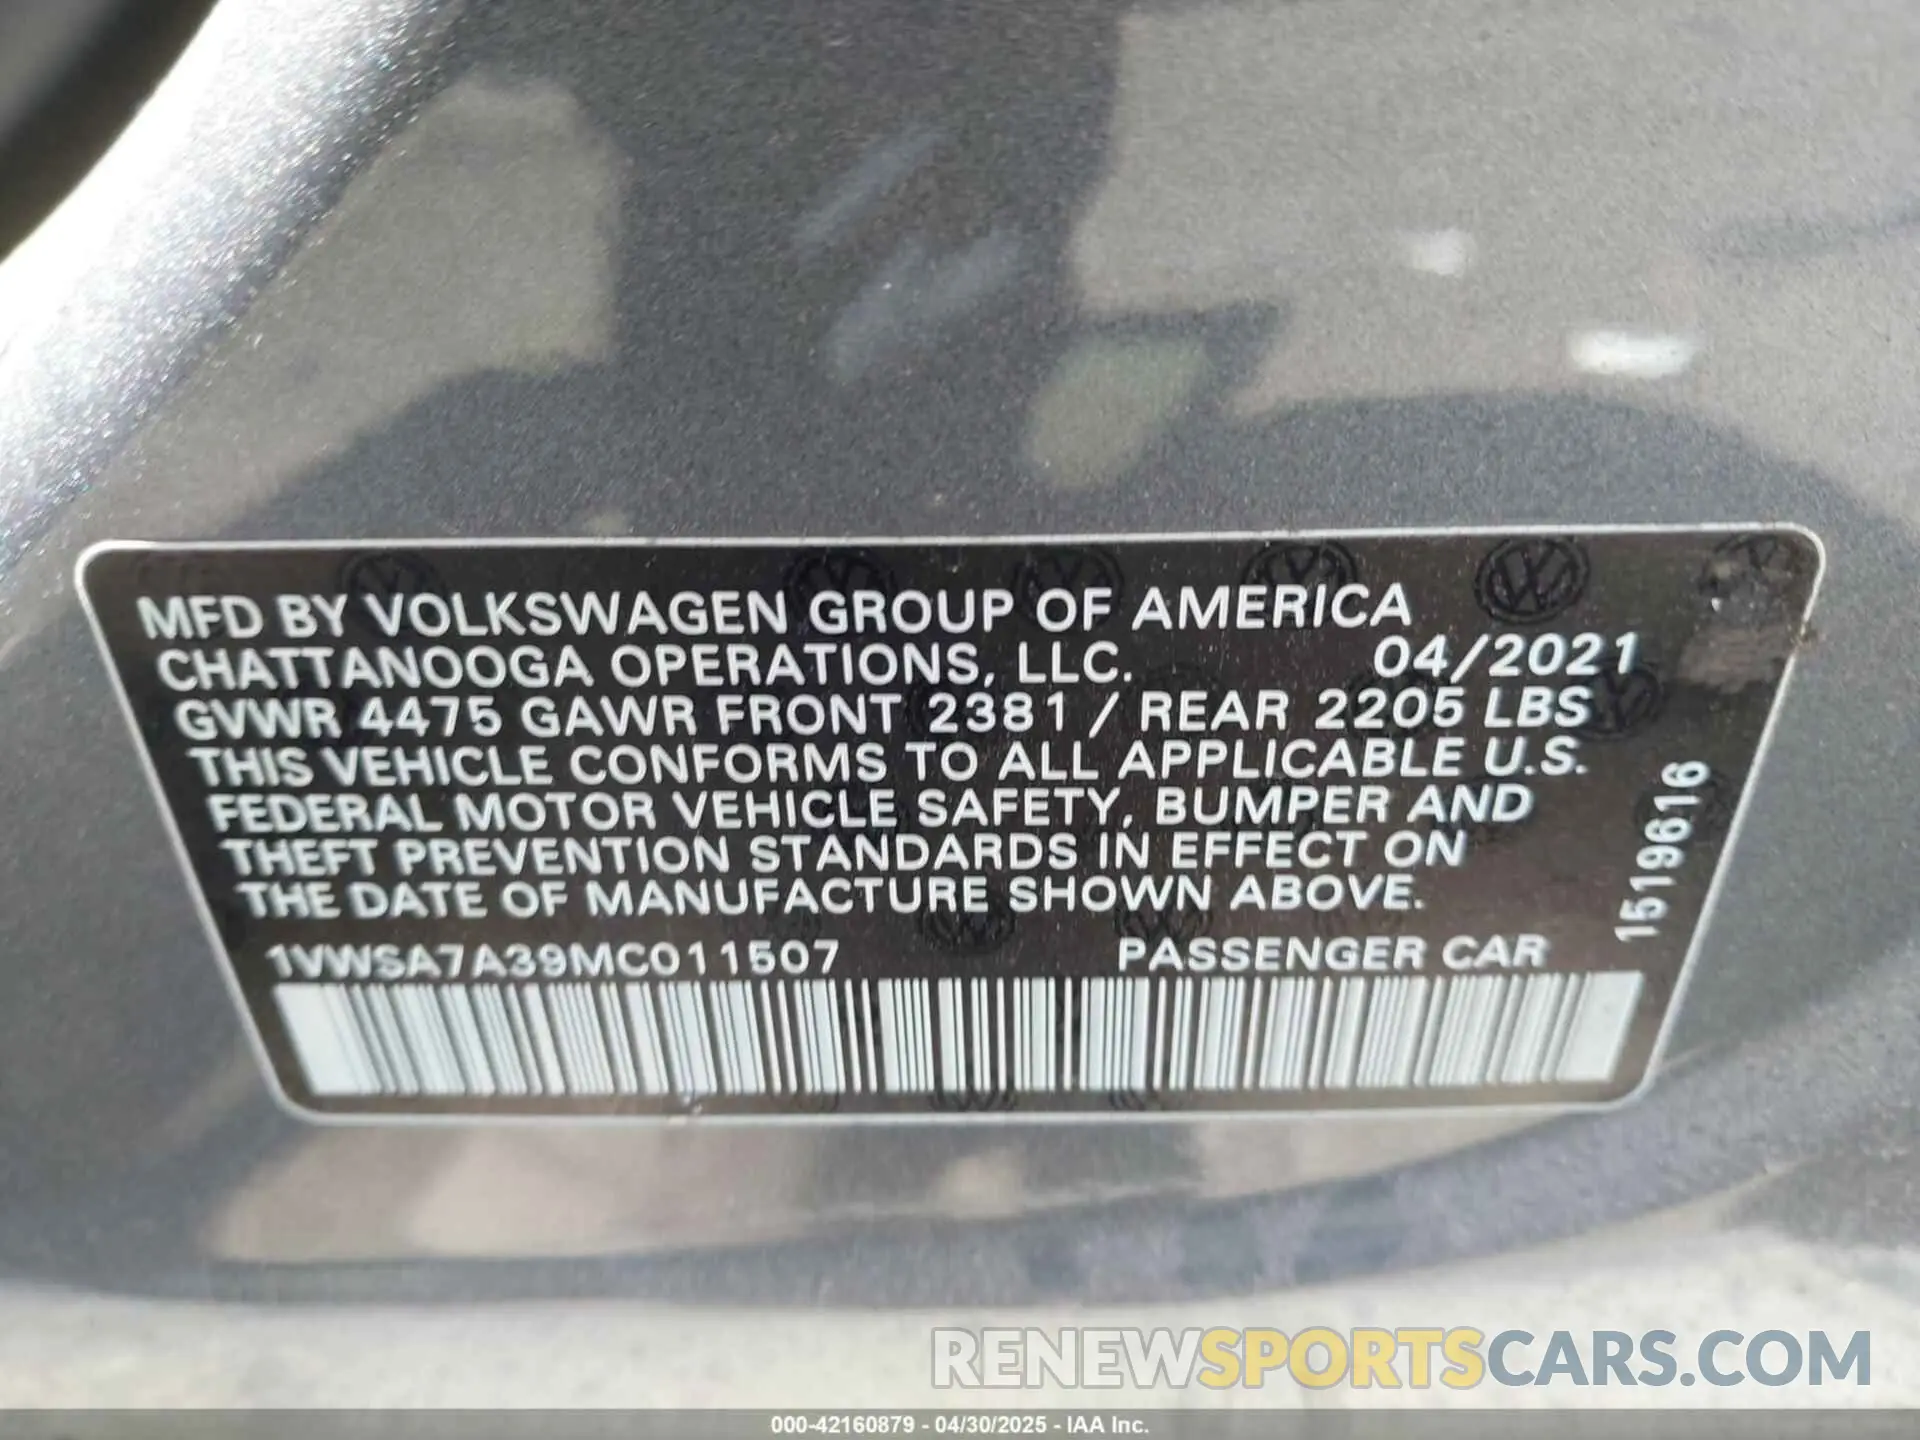 MFD BY VOLKSWAGEN GROUP OF AMERICA
CHATTANOOGA OPERATIONS, LLC. 04/2021
GVWR 4475 GAWR FRONT 2381 / REAR 2205 LBS
THIS VEHICLE CONFORMS TO ALL APPLICABLE U.S.
FEDERAL MOTOR VEHICLE SAFETY, BUMPER AND
THEFT PREVENTION STANDARDS IN EFFECT ON
THE DATE OF MANUFACTURE SHOWN ABOVE.
1VWSA7A39MC011507 PASSENGER CAR
1519616
RENEWSPORTSCARS.COM
000-42160879 - 04/30/2025 - IAA Inc.